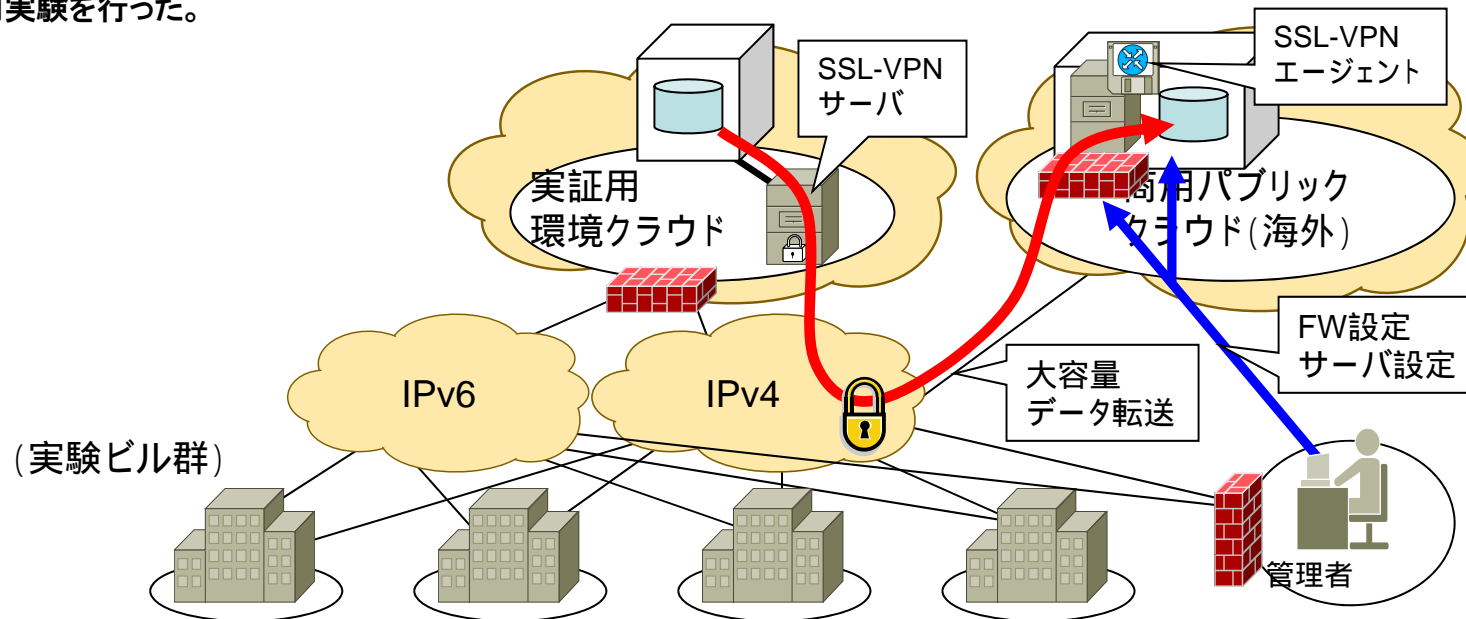 実験を行った。
SSL-VPN
サーバ
SSL-VPN
エージェント
実証用
環境クラウド
商用パブリック
クラウド(海外)
FW設定
サーバ設定
IPv6
IPv4
大容量
データ転送
(実験ビル群)
管理者